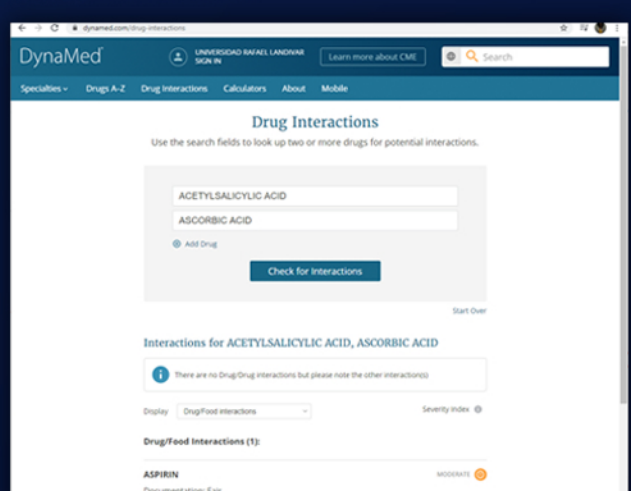 dynamed.com/drug-interactions
DynaMed
UNIVERSIDAD RAFAEL LANDIVAR
SIGN IN
Learn more about CME
Search
Specialties
Drugs A-Z
Drug Interactions
Calculators
About
Mobile
Drug Interactions
Use the search fields to look up two or more drugs for potential interactions.
ACETYLSALICYLIC ACID
ASCORBIC ACID
Add Drug
Check for Interactions
Start Over
Interactions for ACETYLSALICYLIC ACID, ASCORBIC ACID
There are no Drug/Drug interactions but please note the other interaction(s)
Display
Drug/Food interactions
Severity Index
Drug/Food Interactions (1):
ASPIRIN
MODERATE
Documentation: Fair